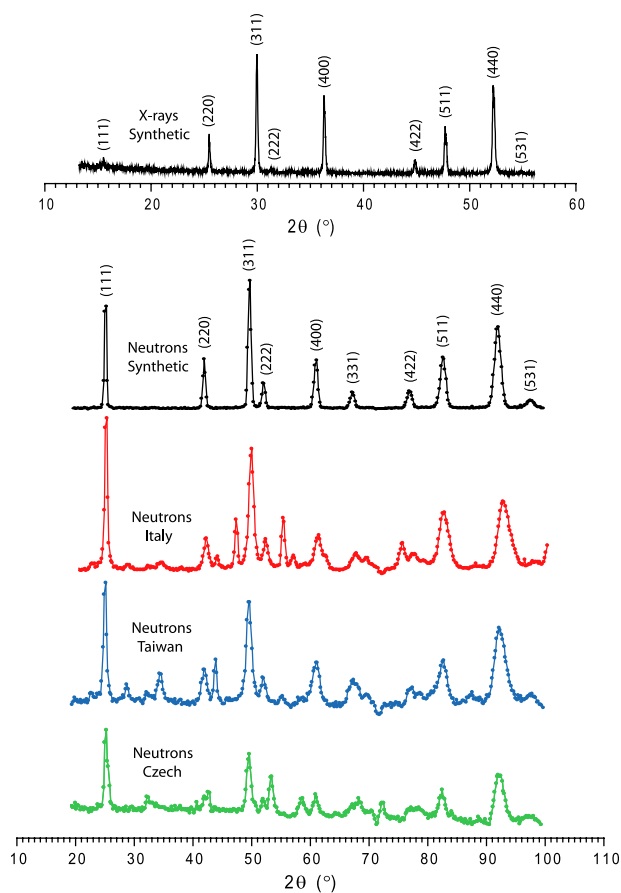 X-rays
Synthetic
(111)
(220)
(311)
(222)
(400)
(422)
(511)
(440)
(531)
10 20 30 40 50 60
2θ (°)
Neutrons
Synthetic
(111)
(220)
(311)
(222)
(400)
(331)
(422)
(511)
(440)
(531)
Neutrons
Italy
Neutrons
Taiwan
Neutrons
Czech
10 20 30 40 50 60 70 80 90 100 110
2θ (°)